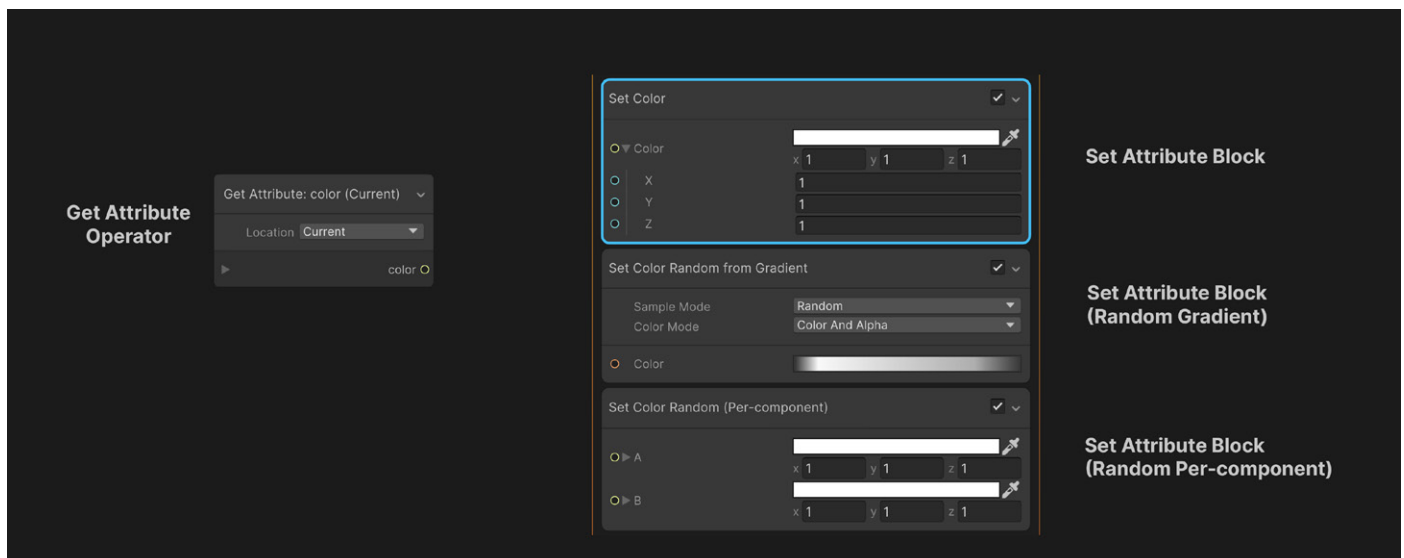 Get Attribute
Operator
Get Attribute: color (Current)
Location Current
color
Set Color
Color
x 1 y 1 z 1
X 1
Y 1
Z 1
Set Attribute Block
Set Color Random from Gradient
Sample Mode Random
Color Mode Color And Alpha
Color
Set Attribute Block
(Random Gradient)
Set Color Random (Per-component)
A
x 1 y 1 z 1
B
x 1 y 1 z 1
Set Attribute Block
(Random Per-component)